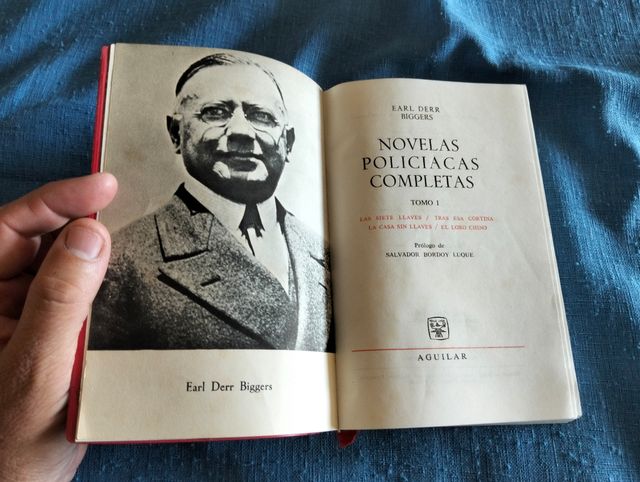 Earl Derr Biggers
EARL DERR
BIGGERS
NOVELAS
POLICIACAS
COMPLETAS
TOMO I
LAS SIETE LLAVES / TRAS ESA CORTINA
LA CASA SIN LLAVES / EL LORO CHINO
Prólogo de
SALVADOR BORDOY LUQUE
AGUILAR